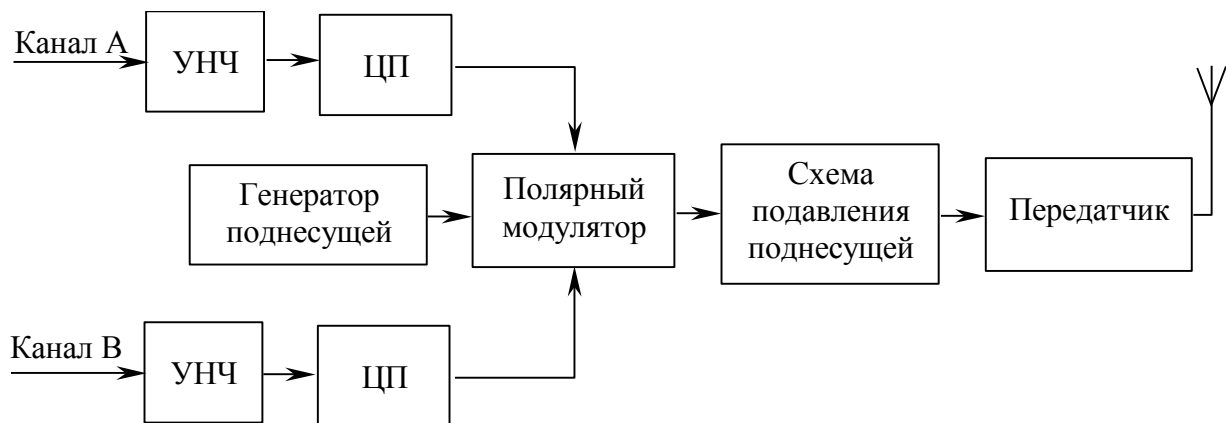 Канал А
УНЧ
ЦП
Генератор
поднесущей
Полярный
модулятор
Схема
подавления
поднесущей
Передатчик
Канал В
УНЧ
ЦП